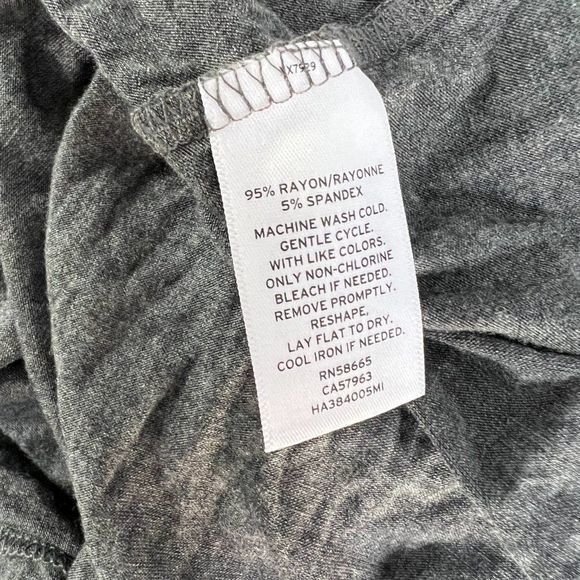 X7529
95% RAYON/RAYONNE
5% SPANDEX
MACHINE WASH COLD.
GENTLE CYCLE.
WITH LIKE COLORS.
ONLY NON-CHLORINE
BLEACH IF NEEDED.
REMOVE PROMPTLY.
RESHAPE,
LAY FLAT TO DRY.
COOL IRON IF NEEDED.
RN58665
CA57963
HA384005MI